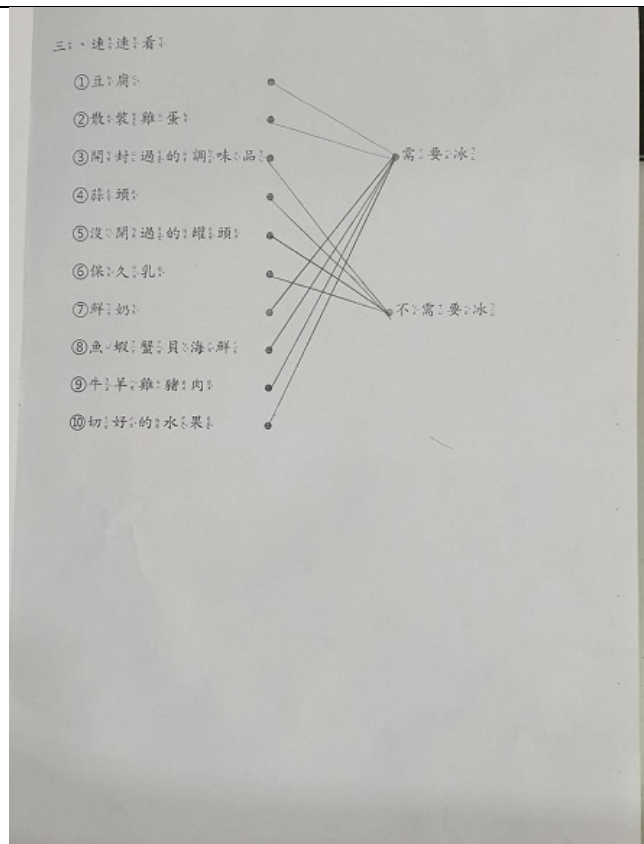 三、連連看
①豆腐
②散裝雞蛋
③開封過的調味品
需要冰
④蒜頭
⑤沒開過的罐頭
⑥保久乳
⑦鮮奶
不需要冰
⑧魚蝦蟹貝海鮮
⑨牛羊雞豬肉
⑩切好的水果